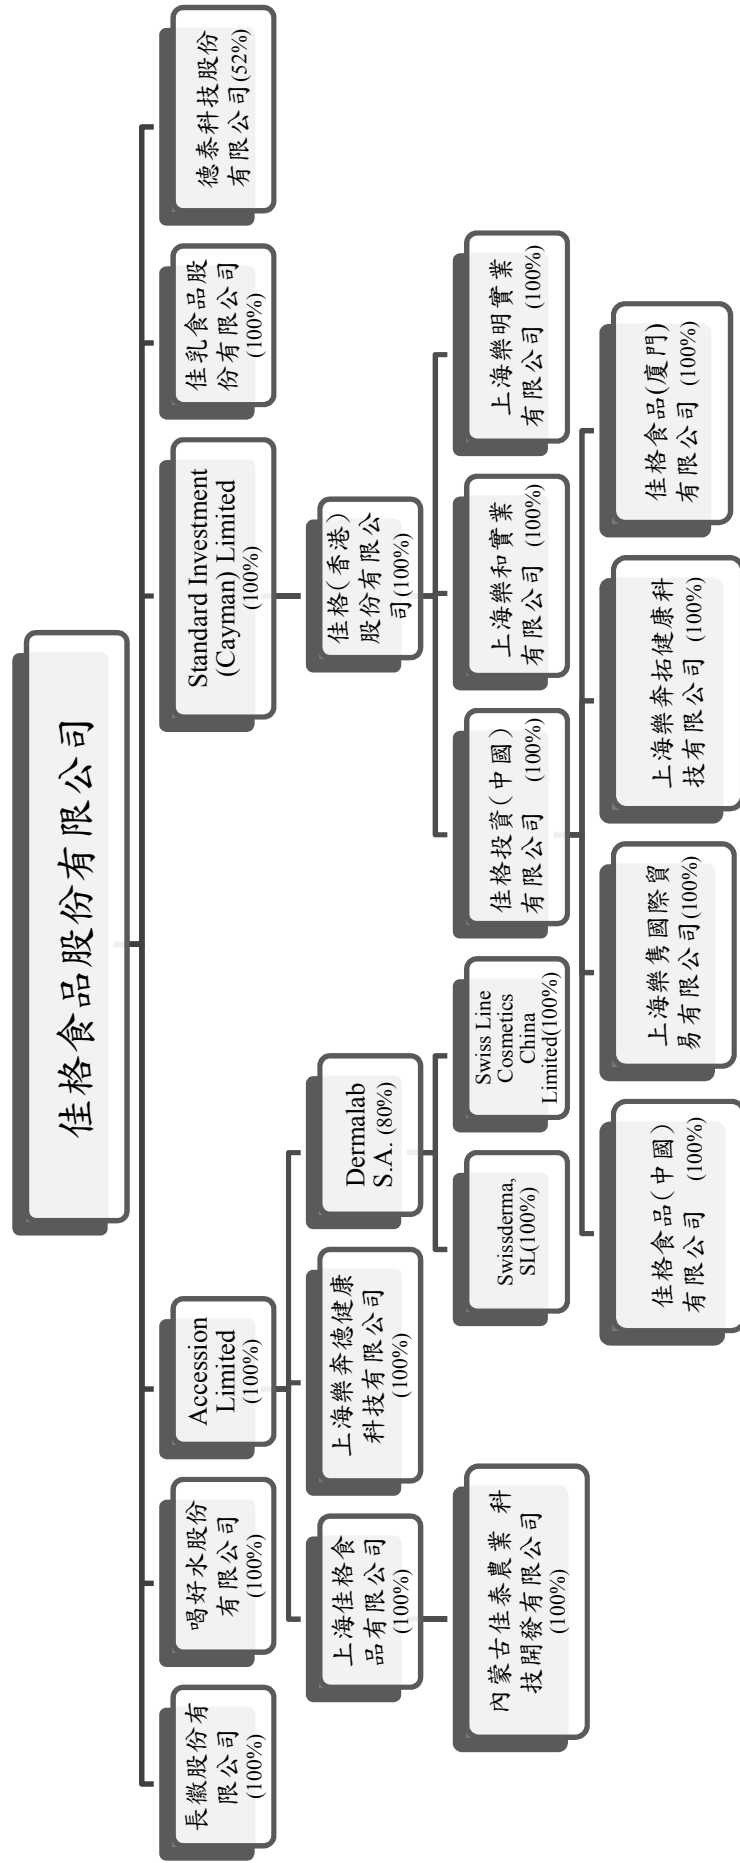 佳格食品股份有限公司
長徽股份有
限公司
(100%)
喝好水股份
有限公司
(100%)
Accession
Limited
(100%)
Standard Investment
(Cayman) Limited
(100%)
佳乳食品股
份有限公司
(100%)
德泰科技股份
有限公司(52%)
上海佳格食
品有限公司
(100%)
上海樂奔德健康
科技有限公司
(100%)
Dermalab
S.A. (80%)
佳格(香港)
股份有限公
司(100%)
內蒙古佳泰農業 科
技開發有限公司
(100%)
Swissderma,
SL(100%)
Swiss Line
Cosmetics
China
Limited(100%)
佳格投資(中國)
有限公司 (100%)
上海樂和實業
有限公司 (100%)
上海樂明實業
有限公司 (100%)
佳格食品(中國)
有限公司 (100%)
上海樂雋國際貿
易有限公司(100%)
上海樂奔拓健康科
技有限公司 (100%)
佳格食品(廈門)
有限公司 (100%)